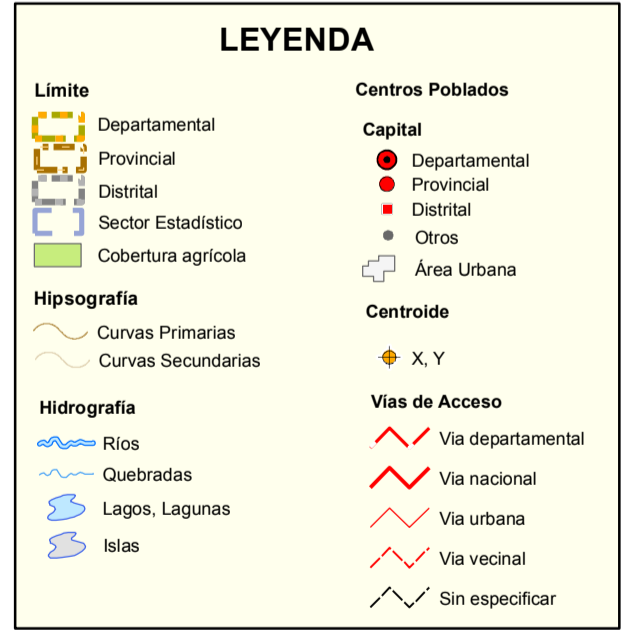 LEYENDA
Límite
Departamental
Provincial
Distrital
Sector Estadístico
Cobertura agrícola
Hipsografía
Curvas Primarias
Curvas Secundarias
Hidrografía
Ríos
Quebradas
Lagos, Lagunas
Islas
Centros Poblados
Capital
Departamental
Provincial
Distrital
Otros
Área Urbana
Centroide
X, Y
Vías de Acceso
Via departamental
Via nacional
Via urbana
Via vecinal
Sin especificar